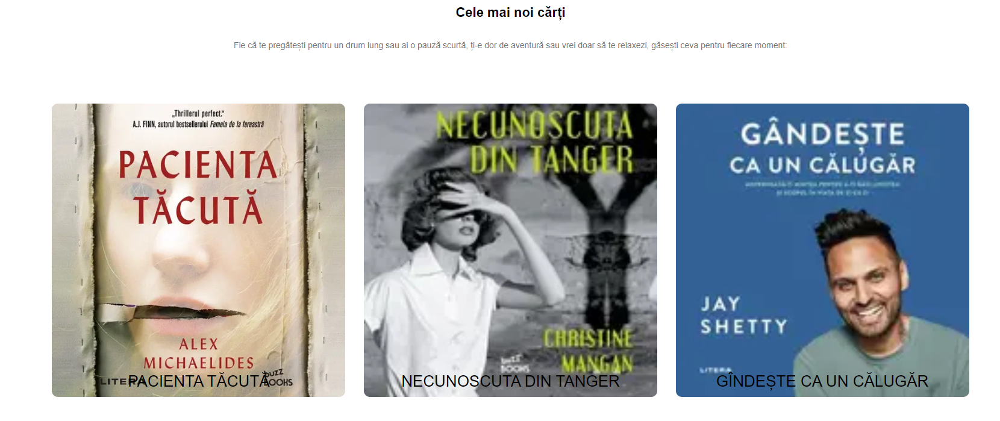 Cele mai noi cărți
Fie că te pregătești pentru un drum lung sau ai o pauză scurtă, ți-e dor de aventură sau vrei doar să te relaxezi, găsești ceva pentru fiecare moment:
„Thrillerul perfect.“
A.J. FINN, autorul bestsellerului Femeia de la fereastră
PACIENTA
TĂCUTĂ
ALEX
MICHAELIDES
LITERA
buzz
BOOKS
PACIENTA TĂCUTĂ
NECUNOSCUTA
DIN TANGER
CHRISTINE
MANGAN
buzz
BOOKS
NECUNOSCUTA DIN TANGER
GÂNDEȘTE
CA UN CĂLUGĂR
JAY
SHETTY
LITERA
GÎNDEȘTE CA UN CĂLUGĂR